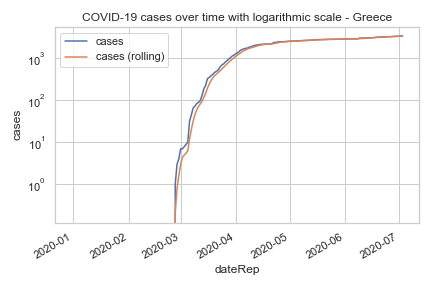 COVID-19 cases over time with logarithmic scale - Greece
cases
cases (rolling)
10³
10²
10¹
10⁰
cases
2020-01
2020-02
2020-03
2020-04
2020-05
2020-06
2020-07
dateRep